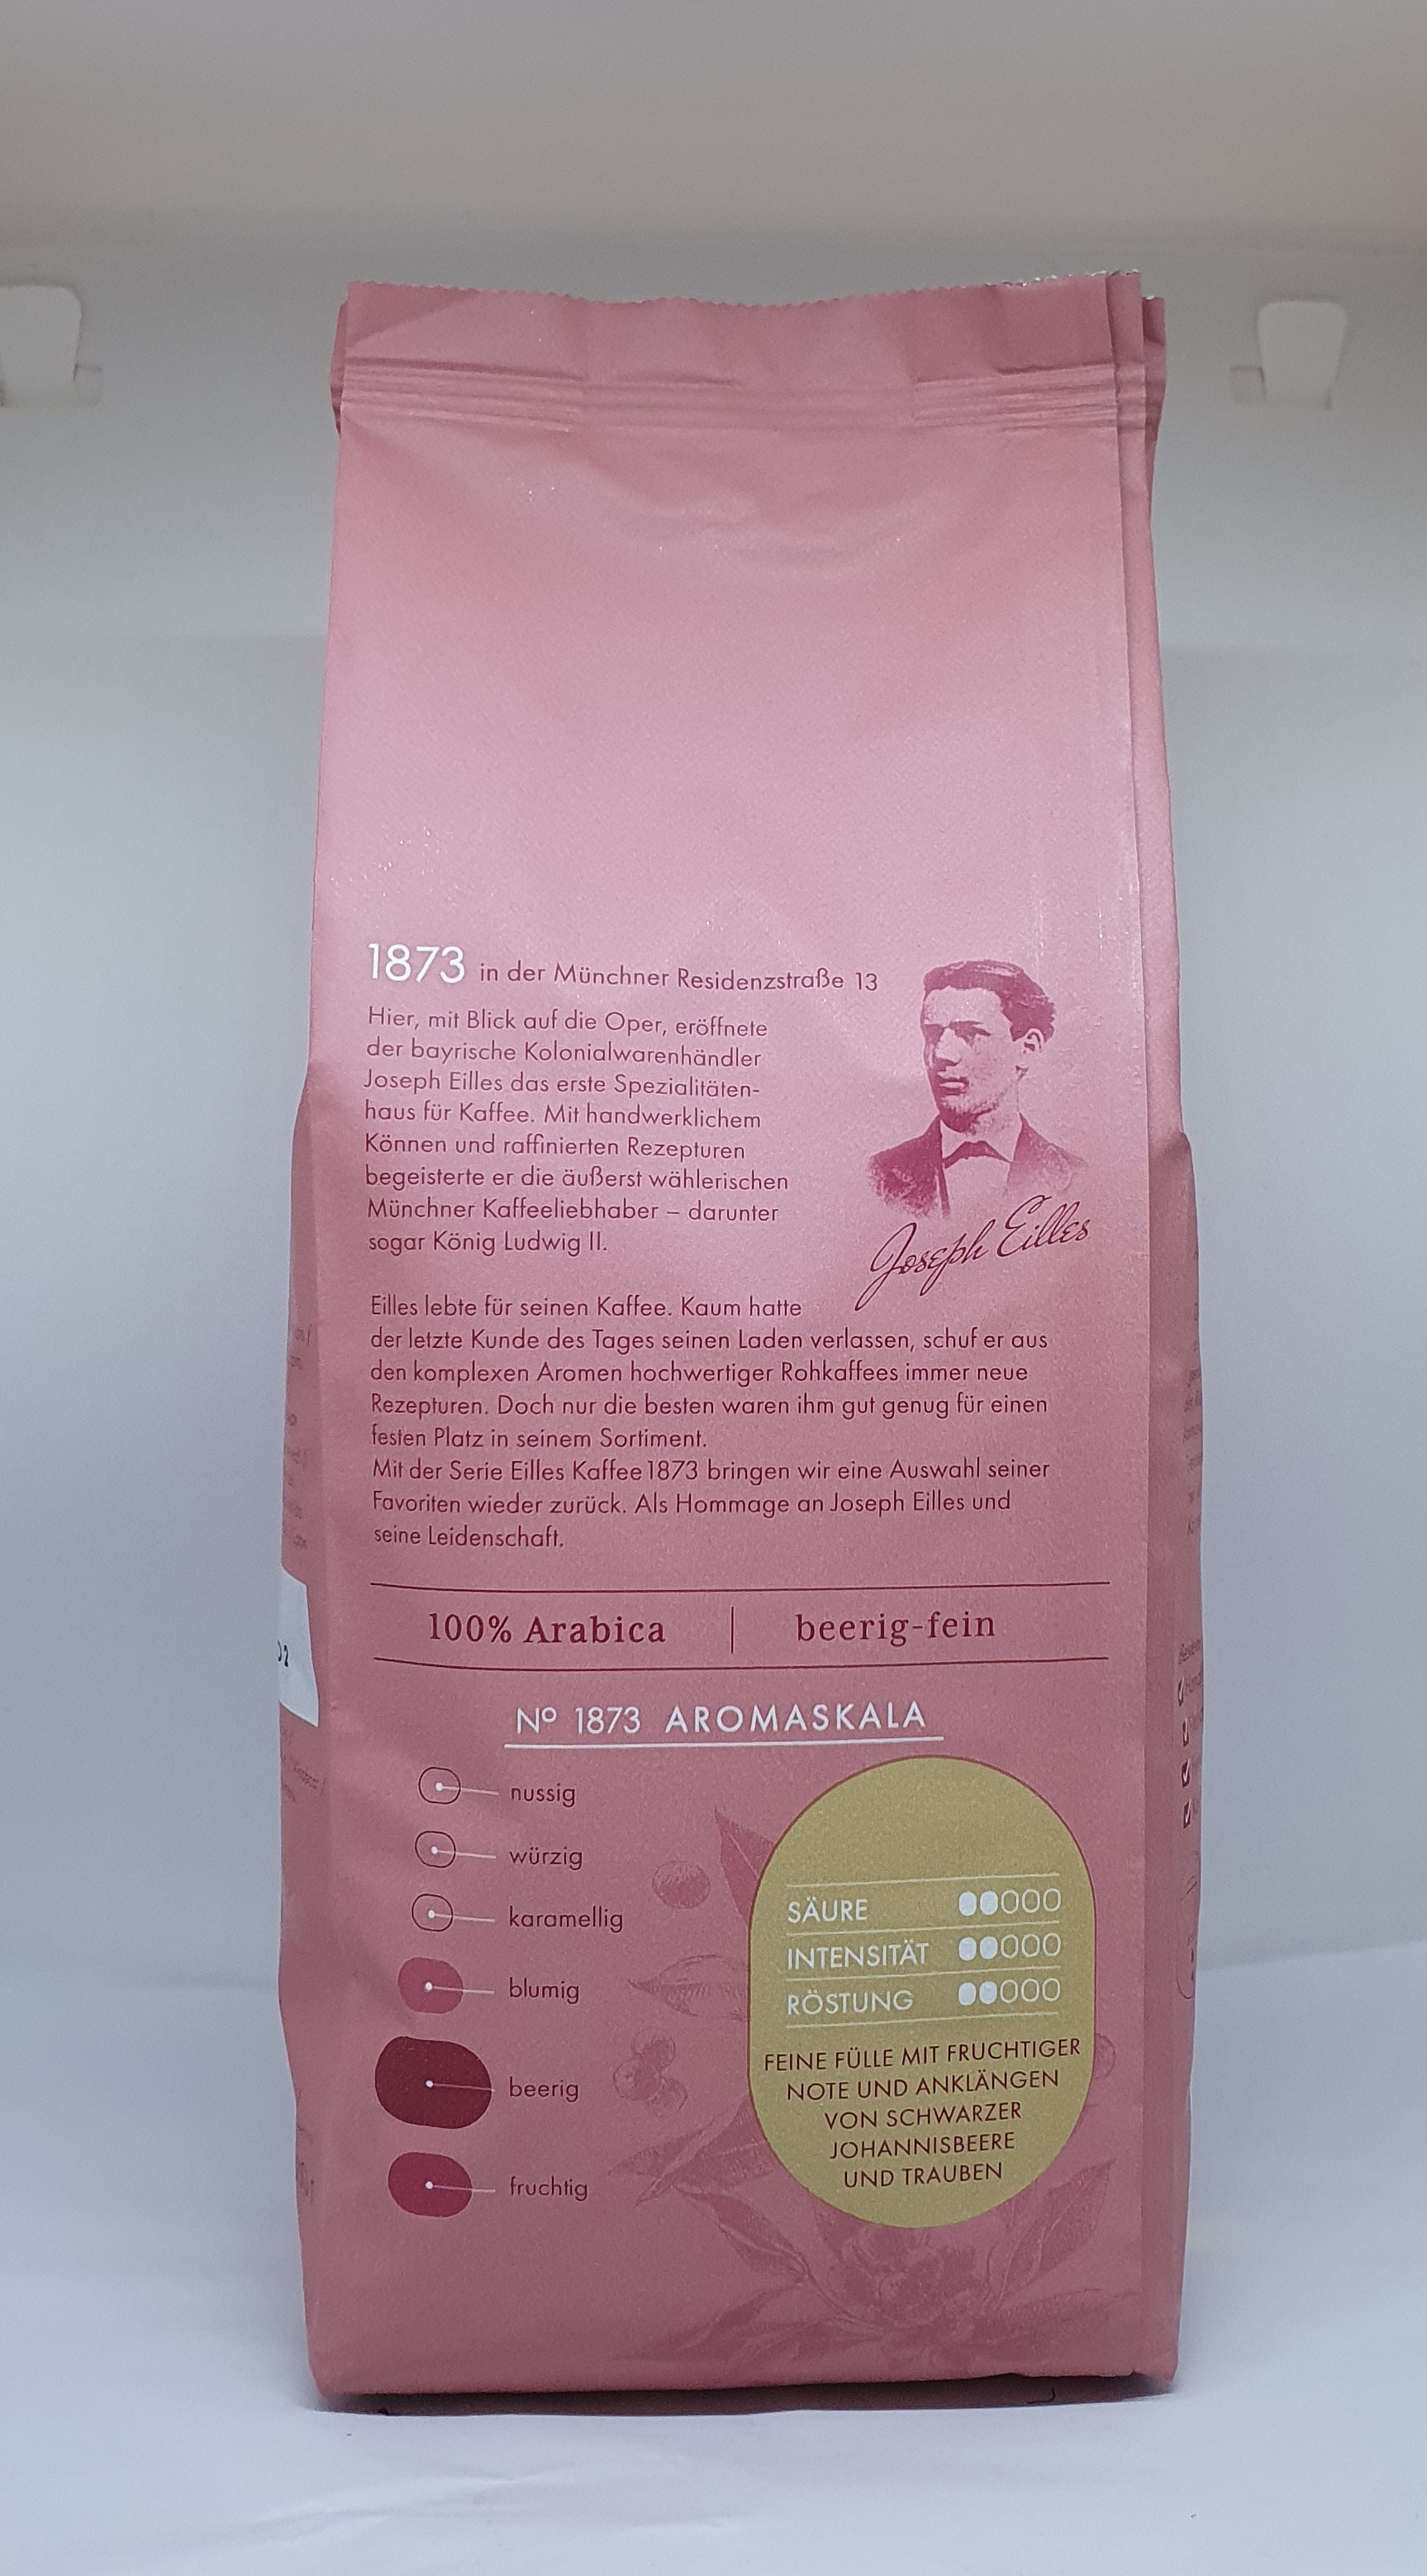 1873 in der Münchner Residenzstraße 13
Hier, mit Blick auf die Oper, eröffnete
der bayrische Kolonialwarenhändler
Joseph Eilles das erste Spezialitäten-
haus für Kaffee. Mit handwerklichem
Können und raffinierten Rezepturen
begeisterte er die äußerst wählerischen
Münchner Kaffeeliebhaber – darunter
sogar König Ludwig II.
Joseph Eilles
Eilles lebte für seinen Kaffee. Kaum hatte
der letzte Kunde des Tages seinen Laden verlassen, schuf er aus
den komplexen Aromen hochwertiger Rohkaffees immer neue
Rezepturen. Doch nur die besten waren ihm gut genug für einen
festen Platz in seinem Sortiment.
Mit der Serie Eilles Kaffee 1873 bringen wir eine Auswahl seiner
Favoriten wieder zurück. Als Hommage an Joseph Eilles und
seine Leidenschaft.
100% Arabica | beerig-fein
Nº 1873 AROMASKALA
nussig
würzig
karamellig
blumig
beerig
fruchtig
SÄURE
INTENSITÄT
RÖSTUNG
FEINE FÜLLE MIT FRUCHTIGER
NOTE UND ANKLÄNGEN
VON SCHWARZER
JOHANNISBEERE
UND TRAUBEN